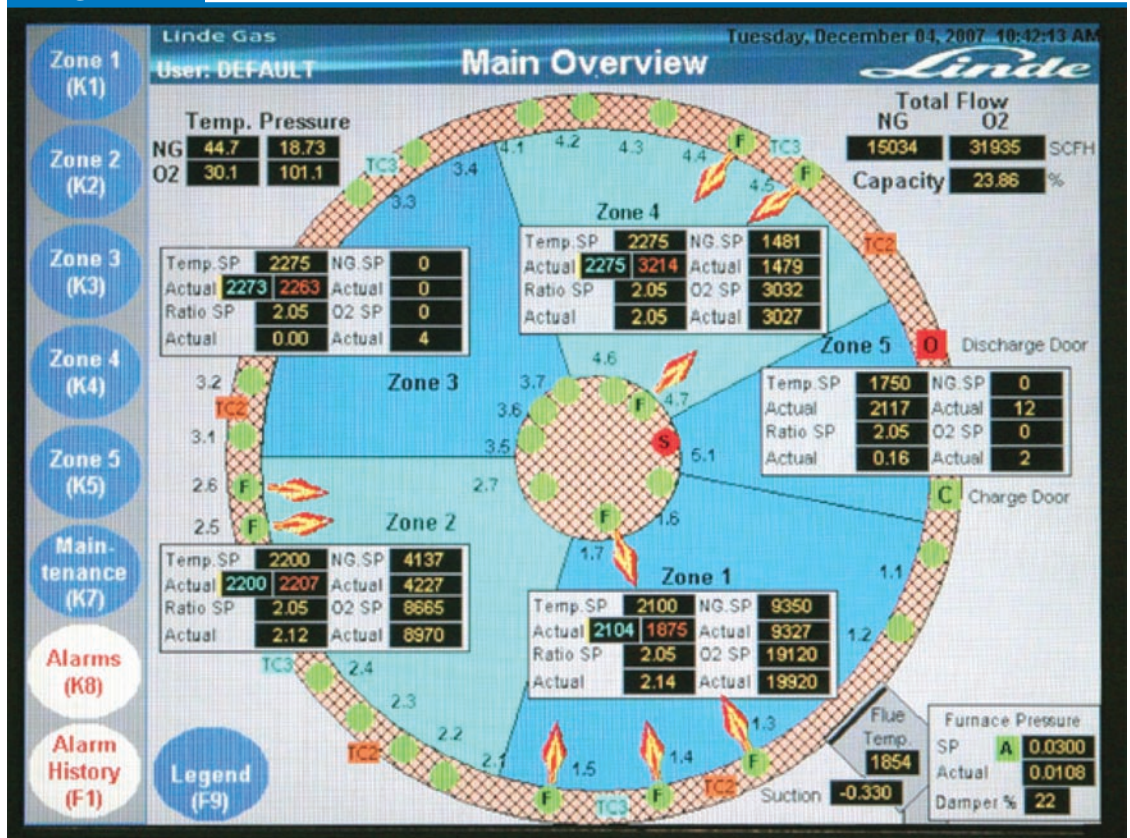 Linde Gas
Tuesday, December 04, 2007 10:42:13 AM
User: DEFAULT
Main Overview
Linde
Zone 1
(K1)
Zone 2
(K2)
Zone 3
(K3)
Zone 4
(K4)
Zone 5
(K5)
Main-
tenance
(K7)
Alarms
(K8)
Alarm
History
(F1)
Legend
(F9)
Temp. Pressure
NG 44.7 18.73
O2 30.1 101.1
Total Flow
NG O2
15034 31935 SCFH
Capacity 23.86 %
TC3
3.4
3.3
4.1
4.2
4.3
4.4
F
TC3
4.5
F
TC2
Zone 4
Temp.SP 2275 NG.SP 1481
Actual 2275 3214 Actual 1479
Ratio SP 2.05 O2 SP 3032
Actual 2.05 Actual 3027
4.6
F
4.7
Temp.SP 2275 NG.SP 0
Actual 2273 2263 Actual 0
Ratio SP 2.05 O2 SP 0
Actual 0.00 Actual 4
Zone 3
3.7
3.6
3.5
3.2
TC2
3.1
Zone 5
O Discharge Door
Temp.SP 1750 NG.SP 0
Actual 2117 Actual 12
Ratio SP 2.05 O2 SP 0
Actual 0.16 Actual 2
S
5.1
C Charge Door
2.6 F
2.5 F
2.7
Zone 2
Temp.SP 2200 NG.SP 4137
Actual 2200 2207 Actual 4227
Ratio SP 2.05 O2 SP 8665
Actual 2.12 Actual 8970
TC3
2.4
2.3
TC2
2.2
2.1
F
1.6
1.7
1.1
1.2
Zone 1
Temp.SP 2100 NG.SP 9350
Actual 2104 1875 Actual 9327
Ratio SP 2.05 O2 SP 19120
Actual 2.14 Actual 19920
1.3
F
1.4
F
1.5
F
TC3
TC2
Flue
Temp.
1854
Suction -0.330
Furnace Pressure
SP A 0.0300
Actual 0.0108
Damper % 22